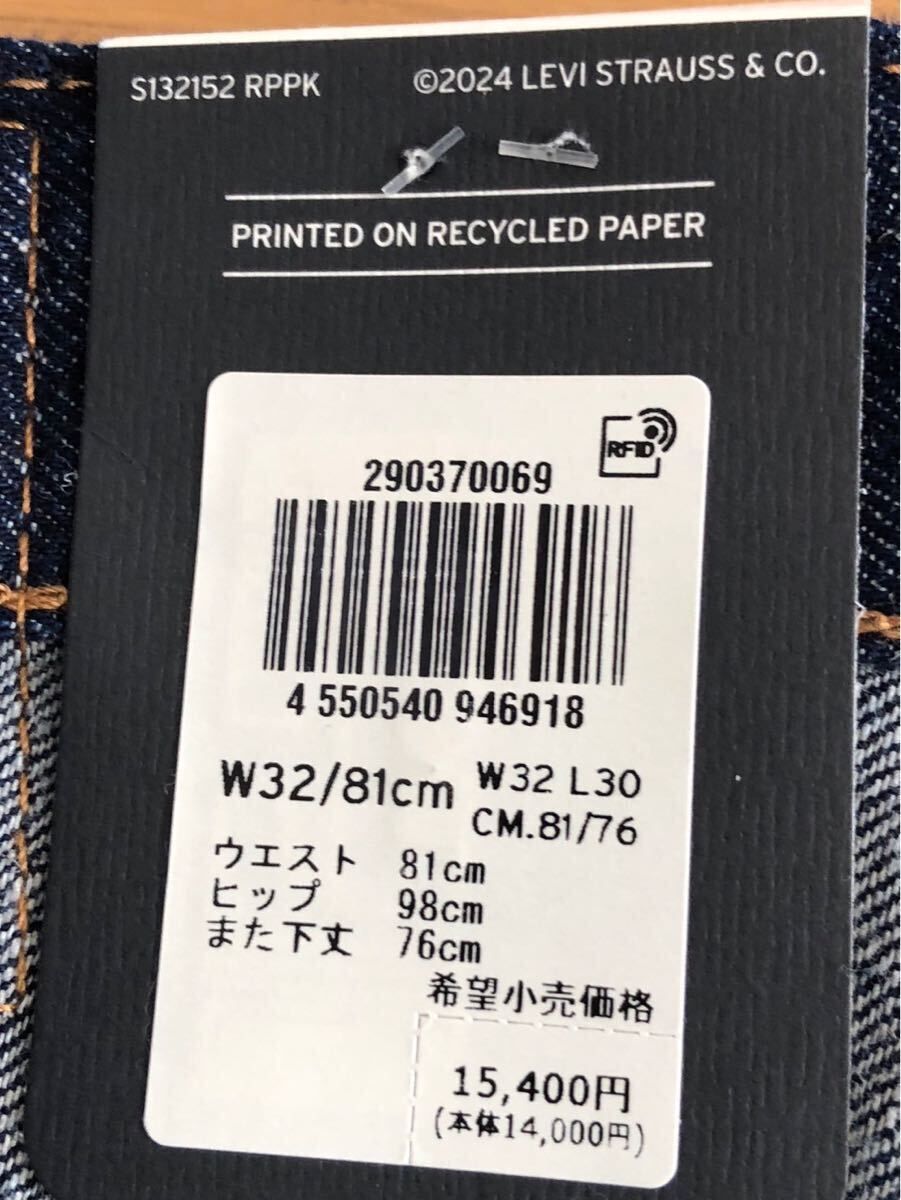 S132152 RPPK ©2024 LEVI STRAUSS & CO.
PRINTED ON RECYCLED PAPER
RFID
290370069
4 550540 946918
W32/81cm W32 L30
CM.81/76
ウエスト 81cm
ヒップ 98cm
また下丈 76cm
希望小売価格
15,400円
(本体14,000円)